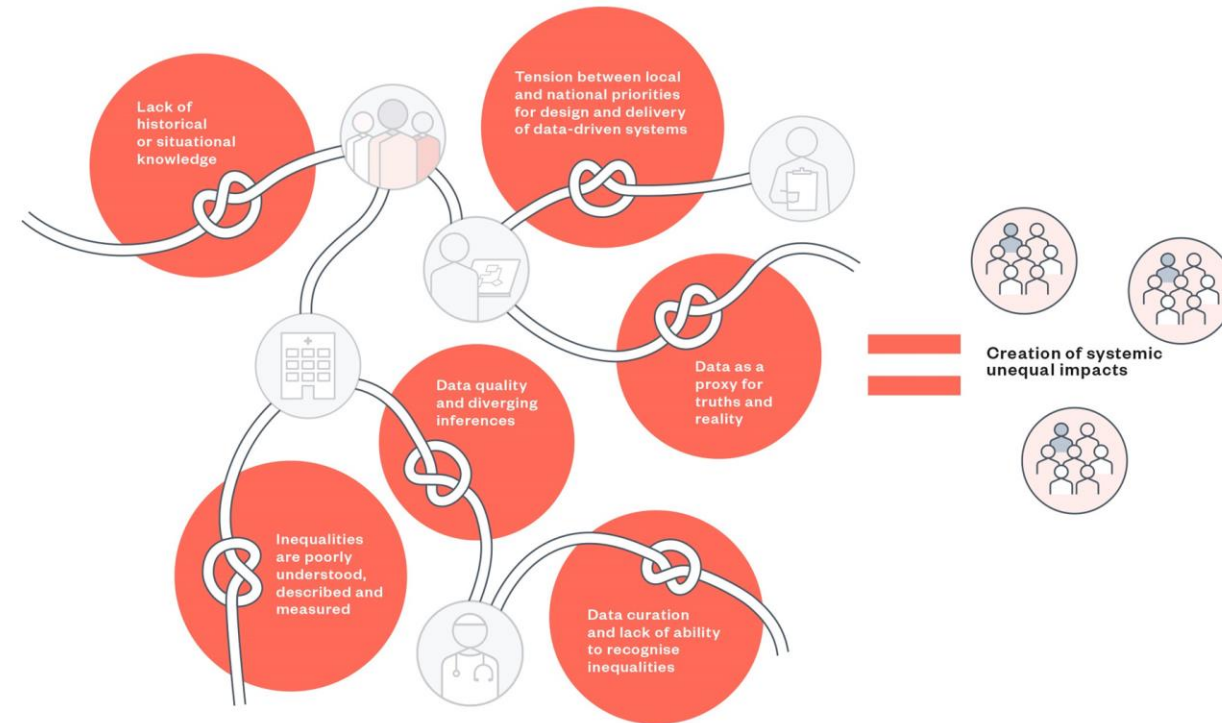 Lack of
historical
or situational
knowledge
Tension between local
and national priorities
for design and delivery
of data-driven systems
Data quality
and diverging
inferences
Data as a
proxy for
truths and
reality
Creation of systemic
unequal impacts
Inequalities
are poorly
understood,
described and
measured
Data curation
and lack of ability
to recognise
inequalities